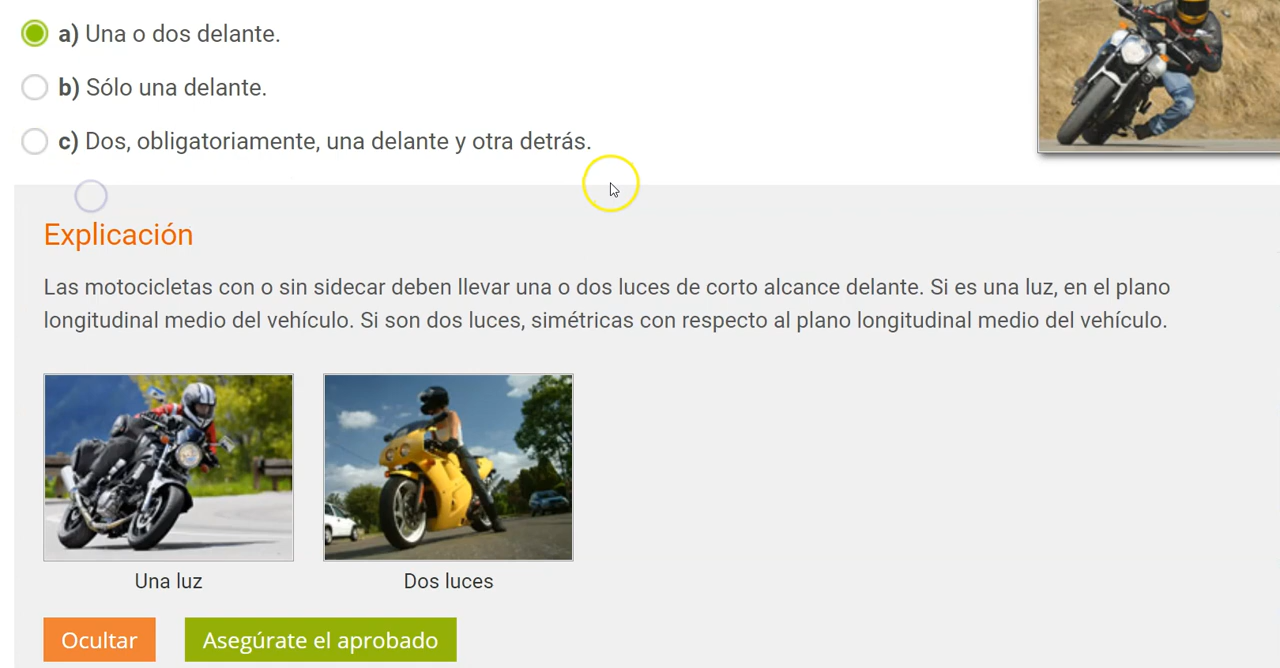 a) Una o dos delante.
b) Sólo una delante.
c) Dos, obligatoriamente, una delante y otra detrás.
Explicación
Las motocicletas con o sin sidecar deben llevar una o dos luces de corto alcance delante. Si es una luz, en el plano
longitudinal medio del vehículo. Si son dos luces, simétricas con respecto al plano longitudinal medio del vehículo.
Una luz
Dos luces
Ocultar
Asegúrate el aprobado